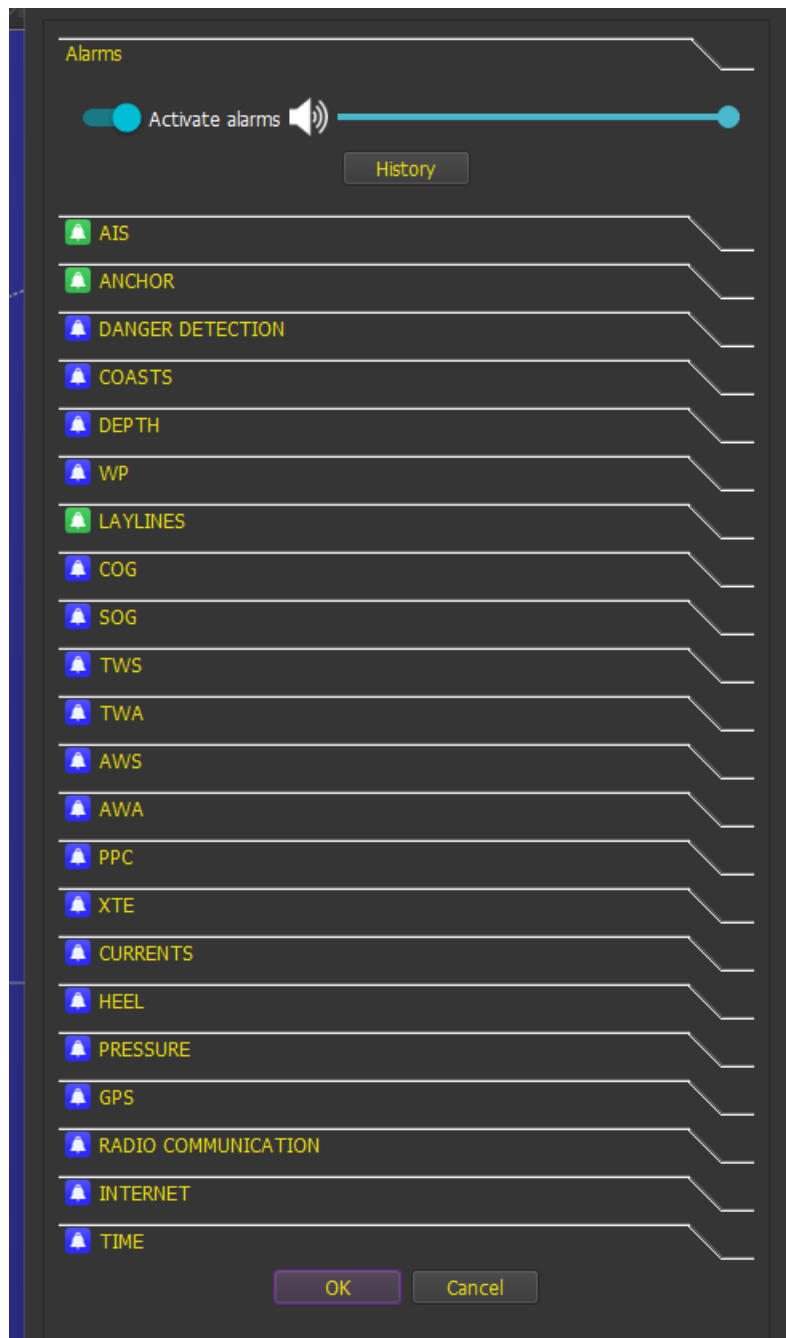 Alarms
Activate alarms
History
AIS
ANCHOR
DANGER DETECTION
COASTS
DEPTH
WP
LAYLINES
COG
SOG
TWS
TWA
AWS
AWA
PPC
XTE
CURRENTS
HEEL
PRESSURE
GPS
RADIO COMMUNICATION
INTERNET
TIME
OK Cancel